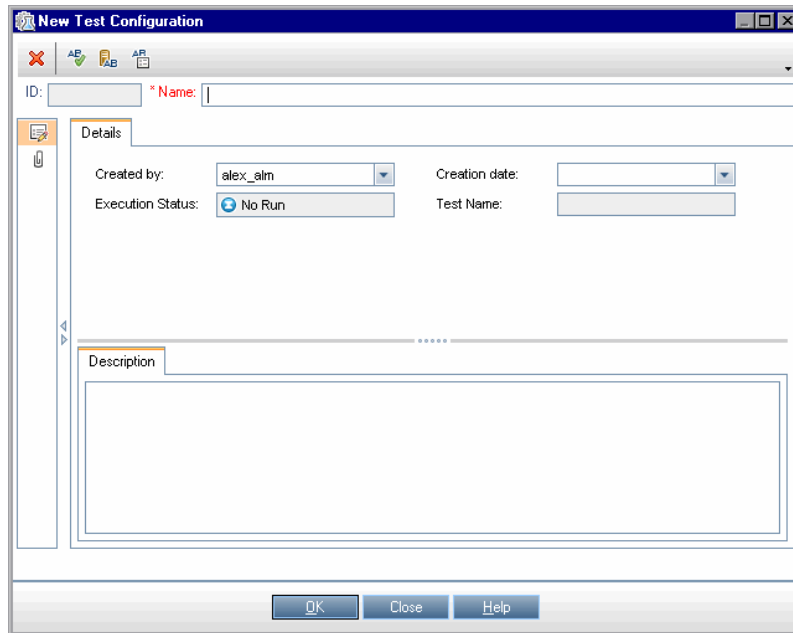 New Test Configuration
ID: * Name:
Details
Created by: alex_alm Creation date:
Execution Status: No Run Test Name:
Description
OK Close Help